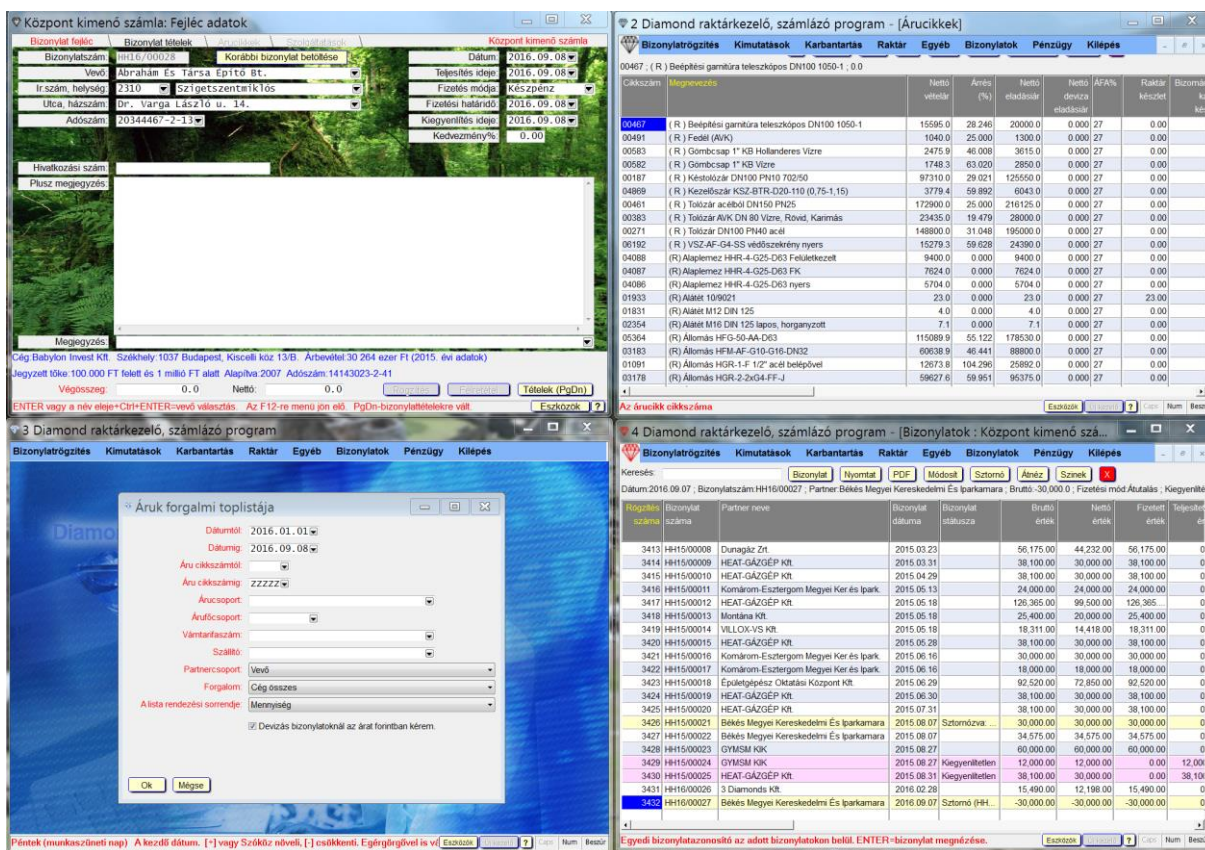 Központ kimenő számla: Fejléc adatok
Bizonylat fejléc Bizonylat tételek Árucikkek Szolgáltatások Központ kimenő számla
Bizonylatszám: HH16/00028 Korábbi bizonylat betöltése Dátum: 2016.09.08
Vevő: Abrahám És Társa Építő Bt. Teljesítés ideje: 2016.09.08
Ir.szám, helység: 2310 Szigetszentmiklós Fizetés módja: Készpénz
Utca, házszám: Dr. Varga László u. 14. Fizetési határidő: 2016.09.08
Adószám: 20344467-2-13 Kiegyenlítés ideje: 2016.09.08
Kedvezmény% 0.00
Hivatkozási szám:
Plusz megjegyzés:
Megjegyzés:
Cég:Babylon Invest Kft. Székhely:1037 Budapest, Kiscelli köz 13/B. Árbevétel:30 264 ezer Ft (2015. évi adatok)
Jegyzett tőke:100.000 FT felett és 1 millió FT alatt Alapítva:2007 Adószám:14143023-2-41
Végösszeg: 0.0 Nettó: 0.0 Rögzítés Félretétel Tételek (PgDn)
ENTER vagy a név eleje+Ctrl+ENTER=vevő választás. Az F12-re menü jön elő. PgDn-bizonylattételekre vált. Eszközök ?
2 Diamond raktárkezelő, számlázó program - [Árucikkek]
Bizonylatrögzítés Kimutatások Karbantartás Raktár Egyéb Bizonylatok Pénzügy Kilépés
00467 ; ( R ) Beépítési garnitúra teleszkópos DN100 1050-1 ; 0.0
Cikkszám Megnevezés Nettó vételár Árrés (%) Nettó eladásiár Nettó deviza eladásiár ÁFA% Raktár készlet
00467 ( R ) Beépítési garnitúra teleszkópos DN100 1050-1 15595.0 28.246 20000.0 0.000 27 0.00
00491 ( R ) Fedél (AVK) 1040.0 25.000 1300.0 0.000 27 0.00
00583 ( R ) Gömbcsap 1" KB Hollanderes Vízre 2475.9 46.008 3615.0 0.000 27 0.00
00582 ( R ) Gömbcsap 1" KB Vízre 1748.3 63.020 2850.0 0.000 27 0.00
00187 ( R ) Késtolózár DN100 PN10 702/50 97310.0 29.021 125550.0 0.000 27 0.00
04869 ( R ) Kezelőszár KSZ-BTR-D20-110 (0,75-1,15) 3779.4 59.892 6043.0 0.000 27 0.00
00461 ( R ) Tolózár acélból DN150 PN25 172900.0 25.000 216125.0 0.000 27 0.00
00383 ( R ) Tolózár AVK DN 80 Vízre, Rövid, Karimás 23435.0 19.479 28000.0 0.000 27 0.00
00271 ( R ) Tolózár DN100 PN40 acél 148800.0 31.048 195000.0 0.000 27 0.00
06192 ( R ) VSZ-AF-G4-SS védőszekrény nyers 15279.3 59.628 24390.0 0.000 27 0.00
04088 (R) Alaplemez HHR-4-G25-D63 Felületkezelt 9400.0 0.000 9400.0 0.000 27 0.00
04087 (R) Alaplemez HHR-4-G25-D63 FK 7624.0 0.000 7624.0 0.000 27 0.00
04086 (R) Alaplemez HHR-4-G25-D63 nyers 5704.0 0.000 5704.0 0.000 27 0.00
01933 (R) Alátét 10/9021 23.0 0.000 23.0 0.000 27 23.00
01831 (R) Alátét M12 DIN 125 4.0 0.000 4.0 0.000 27 0.00
02354 (R) Alátét M16 DIN 125 lapos, horganyzott 7.1 0.000 7.1 0.000 27 0.00
05364 (R) Állomás HFG-50-AA-D63 115089.9 55.122 178530.0 0.000 27 0.00
03183 (R) Állomás HFM-AF-G10-G16-DN32 60638.9 46.441 88800.0 0.000 27 0.00
01091 (R) Állomás HGR-1-F 1/2" acél belépővel 12673.8 104.296 25892.0 0.000 27 0.00
03178 (R) Állomás HGR-2-2xG4-FF-J 59627.6 59.951 95375.0 0.000 27 0.00
Az árucikk cikkszáma Eszközök ? Caps Num Beszúr
3 Diamond raktárkezelő, számlázó program
Bizonylatrögzítés Kimutatások Karbantartás Raktár Egyéb Bizonylatok Pénzügy Kilépés
Áruk forgalmi toplistája
Dátumtól: 2016.01.01
Dátumig: 2016.09.08
Áru cikkszámtól:
Áru cikkszámig: ZZZZZ
Árucsoport:
Árufőcsoport:
Vámtarifaszám:
Szállító:
Partnercsoport: Vevő
Forgalom: Cég összes
A lista rendezési sorrendje: Mennyiség
Devizás bizonylatoknál az árat forintban kérem.
Ok Mégse
Péntek (munkaszüneti nap) A kezdő dátum. [+] vagy Szóköz növeli, [-] csökkenti. Egérgörgővel is Eszközök ? Caps Num Beszúr
4 Diamond raktárkezelő, számlázó program - [Bizonylatok : Központ kimenő szá...
Bizonylatrögzítés Kimutatások Karbantartás Raktár Egyéb Bizonylatok Pénzügy Kilépés
Keresés: Bizonylat Nyomtat PDF Módosít Sztornó Átnéz Színek X
Dátum:2016.09.07 ; Bizonylatszám:HH16/00027 ; Partner:Békés Megyei Kereskedelmi És Iparkamara ; Bruttó:-30,000.0 ; Fizetési mód:Átutalás ;
Rögzítés száma Bizonylat száma Partner neve Bizonylat dátuma Bizonylat státusza Bruttó érték Nettó érték Fizetett érték
3413 HH15/00008 Dunagáz Zrt. 2015.03.23 56,175.00 44,232.00 56,175.00
3414 HH15/00009 HEAT-GÁZGÉP Kft. 2015.03.31 38,100.00 30,000.00 38,100.00
3415 HH15/00010 HEAT-GÁZGÉP Kft. 2015.04.29 38,100.00 30,000.00 38,100.00
3416 HH15/00011 Komárom-Esztergom Megyei Ker.és Ipark. 2015.05.13 24,000.00 24,000.00 24,000.00
3417 HH15/00012 HEAT-GÁZGÉP Kft. 2015.05.18 126,365.00 99,500.00 126,365....
3418 HH15/00013 Montána Kft. 2015.05.18 25,400.00 20,000.00 25,400.00
3419 HH15/00014 VILLOX-VS Kft. 2015.05.18 18,311.00 14,418.00 18,311.00
3420 HH15/00015 HEAT-GÁZGÉP Kft. 2015.05.28 38,100.00 30,000.00 38,100.00
3421 HH15/00016 Komárom-Esztergom Megyei Ker.és Ipark. 2015.06.16 30,000.00 30,000.00 30,000.00
3422 HH15/00017 Komárom-Esztergom Megyei Ker.és Ipark. 2015.06.16 18,000.00 18,000.00 18,000.00
3423 HH15/00018 Épületgépész Oktatási Központ Kft. 2015.06.29 92,520.00 72,850.00 92,520.00
3424 HH15/00019 HEAT-GÁZGÉP Kft. 2015.06.30 38,100.00 30,000.00 38,100.00
3425 HH15/00020 HEAT-GÁZGÉP Kft. 2015.07.31 38,100.00 30,000.00 38,100.00
3426 HH15/00021 Békés Megyei Kereskedelmi És Iparkamara 2015.08.07 Sztornózva: ... 30,000.00 30,000.00 30,000.00
3427 HH15/00022 Békés Megyei Kereskedelmi És Iparkamara 2015.08.07 34,575.00 34,575.00 34,575.00
3428 HH15/00023 GYMSM KIK 2015.08.27 60,000.00 60,000.00 60,000.00
3429 HH15/00024 GYMSM KIK 2015.08.27 Kiegyenlítetlen 12,000.00 12,000.00 0.00
3430 HH15/00025 HEAT-GÁZGÉP Kft. 2015.08.31 Kiegyenlítetlen 38,100.00 30,000.00 0.00
3431 HH16/00026 3 Diamonds Kft. 2016.02.28 15,490.00 12,198.00 15,490.00
3432 HH16/00027 Békés Megyei Kereskedelmi És Iparkamara 2016.09.07 Sztornó (HH... -30,000.00 -30,000.00 -30,000.00
Egyedi bizonylatazonosító az adott bizonylatokon belül. ENTER=bizonylat megnézése. Eszközök ? Caps Num Beszúr